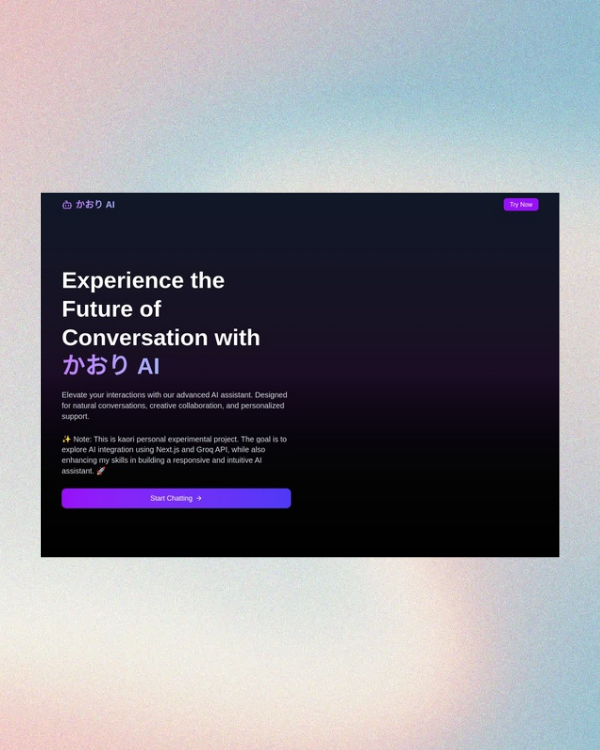 かおり AI
Try Now
Experience the
Future of
Conversation with
かおり AI
Elevate your interactions with our advanced AI assistant. Designed
for natural conversations, creative collaboration, and personalized
support.
✨ Note: This is kaori personal experimental project. The goal is to
explore AI integration using Next.js and Groq API, while also
enhancing my skills in building a responsive and intuitive AI
assistant. 🚀
Start Chatting →